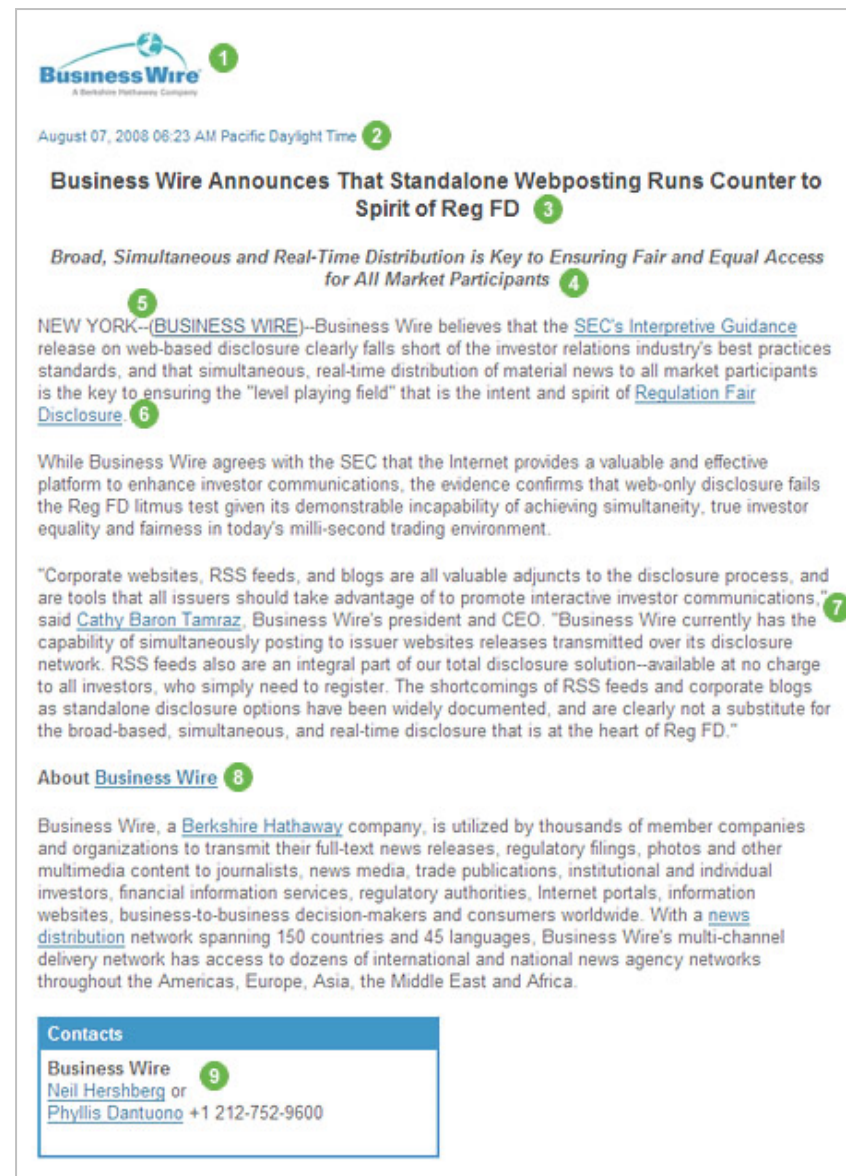 BusinessWire 1
A Berkshire Hathaway Company
August 07, 2008 06:23 AM Pacific Daylight Time 2
Business Wire Announces That Standalone Webposting Runs Counter to
Spirit of Reg FD 3
Broad, Simultaneous and Real-Time Distribution is Key to Ensuring Fair and Equal Access
for All Market Participants 4
5
NEW YORK--(BUSINESS WIRE)--Business Wire believes that the SEC's Interpretive Guidance
release on web-based disclosure clearly falls short of the investor relations industry's best practices
standards, and that simultaneous, real-time distribution of material news to all market participants
is the key to ensuring the "level playing field" that is the intent and spirit of Regulation Fair
Disclosure. 6
While Business Wire agrees with the SEC that the Internet provides a valuable and effective
platform to enhance investor communications, the evidence confirms that web-only disclosure fails
the Reg FD litmus test given its demonstrable incapability of achieving simultaneity, true investor
equality and fairness in today's milli-second trading environment.
"Corporate websites, RSS feeds, and blogs are all valuable adjuncts to the disclosure process, and
are tools that all issuers should take advantage of to promote interactive investor communications," 7
said Cathy Baron Tamraz, Business Wire's president and CEO. "Business Wire currently has the
capability of simultaneously posting to issuer websites releases transmitted over its disclosure
network. RSS feeds also are an integral part of our total disclosure solution--available at no charge
to all investors, who simply need to register. The shortcomings of RSS feeds and corporate blogs
as standalone disclosure options have been widely documented, and are clearly not a substitute for
the broad-based, simultaneous, and real-time disclosure that is at the heart of Reg FD."
About Business Wire 8
Business Wire, a Berkshire Hathaway company, is utilized by thousands of member companies
and organizations to transmit their full-text news releases, regulatory filings, photos and other
multimedia content to journalists, news media, trade publications, institutional and individual
investors, financial information services, regulatory authorities, Internet portals, information
websites, business-to-business decision-makers and consumers worldwide. With a news
distribution network spanning 150 countries and 45 languages, Business Wire's multi-channel
delivery network has access to dozens of international and national news agency networks
throughout the Americas, Europe, Asia, the Middle East and Africa.
Contacts
Business Wire 9
Neil Hershberg or
Phyllis Dantuono +1 212-752-9600